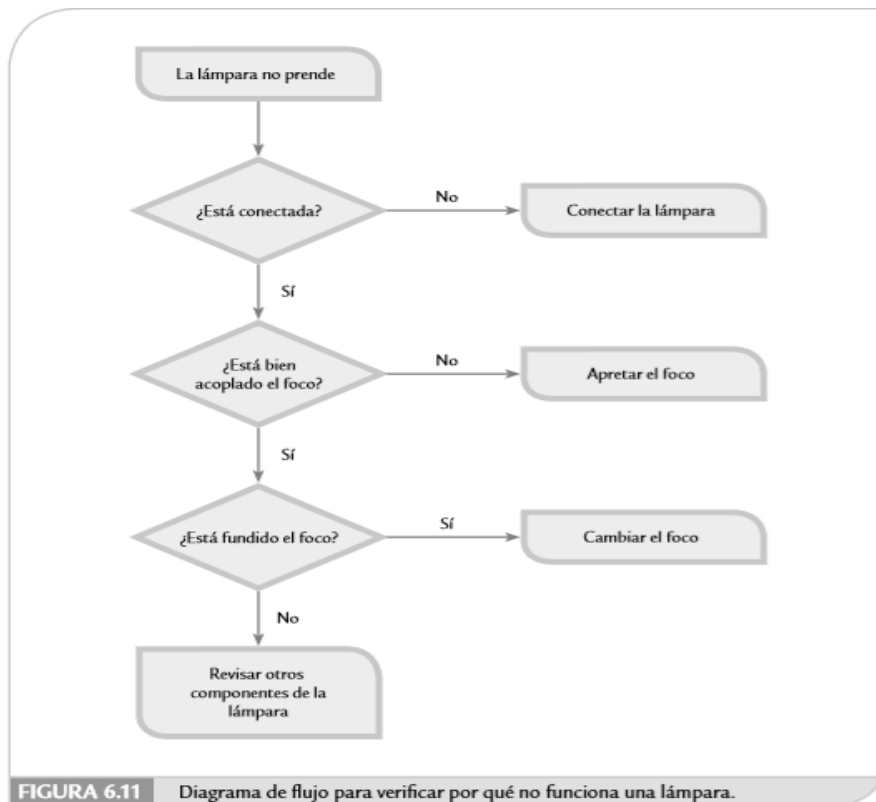 La lámpara no prende
¿Está conectada?
No
Conectar la lámpara
Sí
¿Está bien
acoplado el foco?
No
Apretar el foco
Sí
¿Está fundido el foco?
Sí
Cambiar el foco
No
Revisar otros
componentes de la
lámpara
FIGURA 6.11 Diagrama de flujo para verificar por qué no funciona una lámpara.